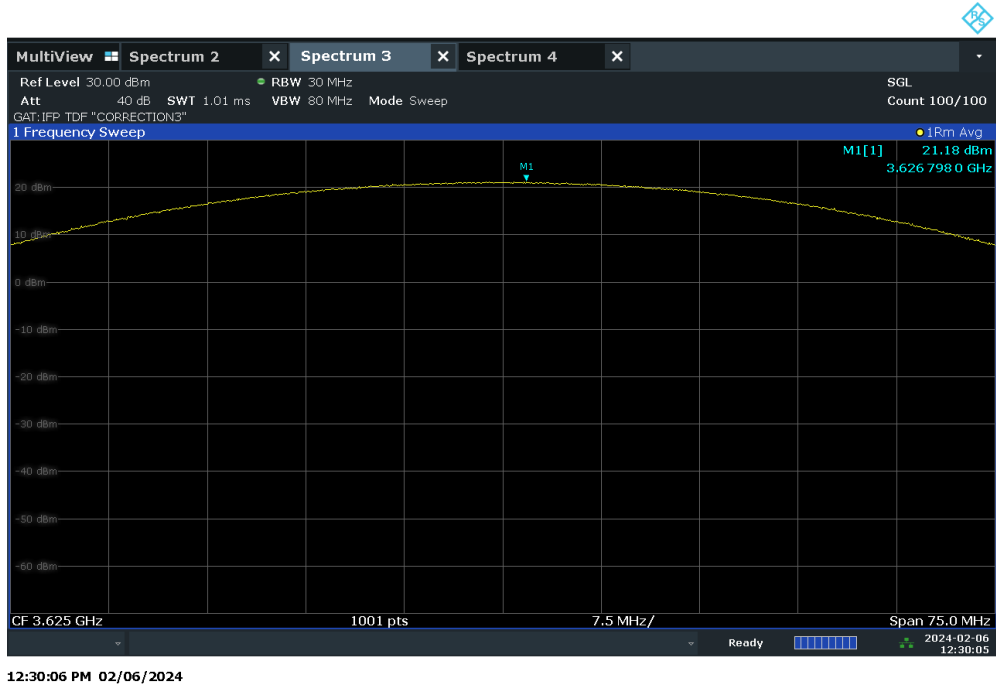 R&S
MultiView Spectrum 2 X Spectrum 3 X Spectrum 4 X
Ref Level 30.00 dBm RBW 30 MHz SGL
Att 40 dB SWT 1.01 ms VBW 80 MHz Mode Sweep Count 100/100
GAT:IFP TDF "CORRECTION3"
1 Frequency Sweep 1Rm Avg
M1[1] 21.18 dBm
3.626 798 0 GHz
M1
20 dBm
10 dBm
0 dBm
-10 dBm
-20 dBm
-30 dBm
-40 dBm
-50 dBm
-60 dBm
CF 3.625 GHz 1001 pts 7.5 MHz/ Span 75.0 MHz
Ready 2024-02-06
12:30:05
12:30:06 PM 02/06/2024